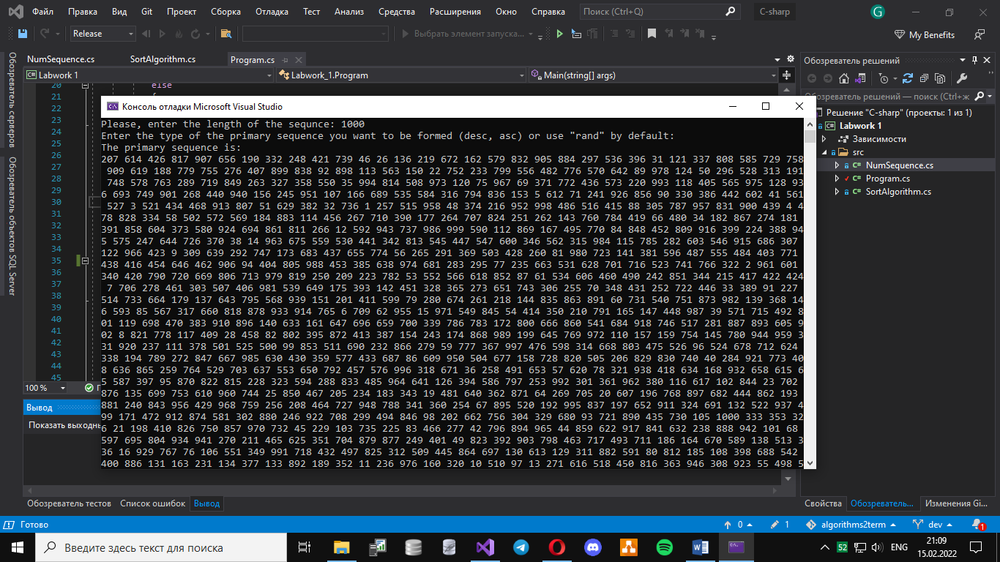 Файл Правка Вид Git Проект Сборка Отладка Тест Анализ Средства Расширения Окно Справка Поиск (Ctrl+Q) C-sharp G
Release Выбрать элемент запуска... My Benefits
NumSequence.cs SortAlgorithm.cs Program.cs
Labwork 1 Labwork_1.Program Main(string[] args)
Обозреватель серверов
Обозреватель объектов SQL Server
20 else
21 {
22
23
24
25
26
27
28
29
30
31
32
33
34
35
36
37
38
39
40
41
42
43
44
45
100 %
Вывод
Показать выходны
Консоль отладки Microsoft Visual Studio
Please, enter the length of the sequnce: 1000
Enter the type of the primary sequence you want to be formed (desc, asc) or use "rand" by default:
The primary sequence is:
207 614 426 817 907 656 190 332 248 421 739 46 26 136 219 672 162 579 832 905 884 297 536 396 31 121 337 808 585 729 758
909 619 188 779 755 276 407 899 838 92 898 113 563 150 22 752 233 799 556 482 776 570 642 89 978 124 50 296 528 313 191
748 578 763 289 719 849 263 327 358 550 35 994 814 508 973 120 75 967 69 371 772 436 573 220 993 118 405 565 975 128 93
6 693 749 901 268 440 940 156 245 951 107 166 689 535 584 316 794 836 153 5 612 71 241 926 856 90 330 386 442 602 41 561
527 3 521 434 468 913 807 51 629 382 32 736 1 257 515 958 48 374 216 952 998 486 516 415 88 305 787 957 831 900 439 4 4
78 828 334 58 502 572 569 184 883 114 456 267 710 390 177 264 707 824 251 262 143 760 784 419 66 480 34 182 867 274 181
391 858 604 373 580 924 694 861 811 266 12 592 943 737 986 999 590 112 889 167 495 770 84 848 452 809 916 399 224 388 94
5 575 247 644 726 370 38 14 963 675 559 530 441 342 813 545 447 547 600 346 562 315 984 115 785 282 603 546 915 686 307
122 966 423 9 309 639 292 747 173 683 437 655 774 56 265 291 369 503 428 260 81 980 723 141 381 596 487 555 484 403 771
438 416 454 646 462 906 94 404 805 988 453 385 638 974 681 283 295 77 235 663 531 628 701 716 523 741 766 322 2 961 601
340 420 790 720 669 806 713 979 819 250 209 223 782 53 552 566 618 852 87 61 534 606 460 490 242 851 344 215 417 422 424
7 706 278 461 303 507 406 981 539 649 175 393 142 451 328 365 273 651 743 306 255 70 348 431 252 722 446 33 389 91 227
514 733 664 179 137 643 795 568 939 151 201 411 599 79 280 674 261 218 144 835 863 891 60 731 540 751 873 982 139 368 14
6 593 85 567 317 660 818 878 933 914 765 6 709 62 955 15 971 549 845 54 414 350 210 791 165 147 448 987 39 571 715 492 8
01 119 698 470 383 910 896 140 633 161 647 696 659 700 339 786 783 172 800 666 860 541 684 918 746 517 281 887 893 605 9
02 8 821 778 117 409 28 458 82 802 395 872 413 387 154 243 174 868 989 199 645 769 972 110 157 159 754 145 780 944 959 3
31 920 237 111 378 501 525 500 99 853 511 690 232 866 279 59 777 367 997 476 598 314 668 803 475 526 96 524 678 712 624
338 194 789 272 847 667 985 630 430 359 577 433 687 86 609 950 504 677 158 728 820 505 206 829 830 740 40 284 921 773 40
8 636 865 259 764 529 703 637 553 650 792 457 776 996 318 671 36 258 491 653 57 620 78 321 938 418 634 168 932 658 615 6
5 587 397 95 870 822 815 228 323 594 288 833 485 964 641 126 394 586 797 253 992 301 361 962 380 116 617 102 844 23 702
876 135 699 753 610 960 744 25 850 467 205 234 183 343 19 481 640 362 871 64 269 705 20 607 196 768 897 682 444 862 193
881 240 843 956 429 968 759 256 208 464 727 948 788 341 360 254 67 895 520 192 995 837 197 652 911 324 691 132 522 937 4
99 171 472 912 874 581 302 880 246 922 708 299 494 846 98 202 662 756 304 329 680 93 721 890 435 730 105 1000 333 353 32
6 21 198 410 826 750 857 970 732 45 229 103 735 225 83 466 277 42 796 894 965 44 859 622 917 841 632 238 888 942 101 68
597 695 804 934 941 270 211 465 625 351 704 879 877 249 401 49 823 392 903 798 463 717 493 711 186 164 670 589 138 513 3
36 16 929 767 76 106 551 349 991 718 432 497 825 312 509 445 864 697 130 613 129 311 882 591 80 812 185 108 398 688 542
400 886 131 163 231 134 377 133 892 189 352 11 236 976 160 320 10 510 97 13 271 616 518 450 816 363 946 308 923 55 498 5
Обозреватель решений
Обозреватель решений — поиск (Ctrl+ж
Решение "C-sharp" (проекты: 1 из 1)
Labwork 1
Зависимости
src
NumSequence.cs
Program.cs
SortAlgorithm.cs
Обозреватель тестов Список ошибок Вывод
Свойства Обозреватель... Изменения Gi...
Готово 0 1 algorithms2term dev 1
Введите здесь текст для поиска
52 ENG 21:09
15.02.2022